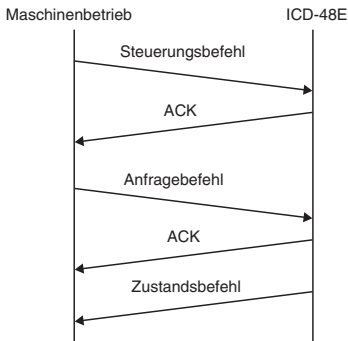 Maschinenbetrieb ICD-48E
Steuerungsbefehl
ACK
Anfragebefehl
ACK
Zustandsbefehl